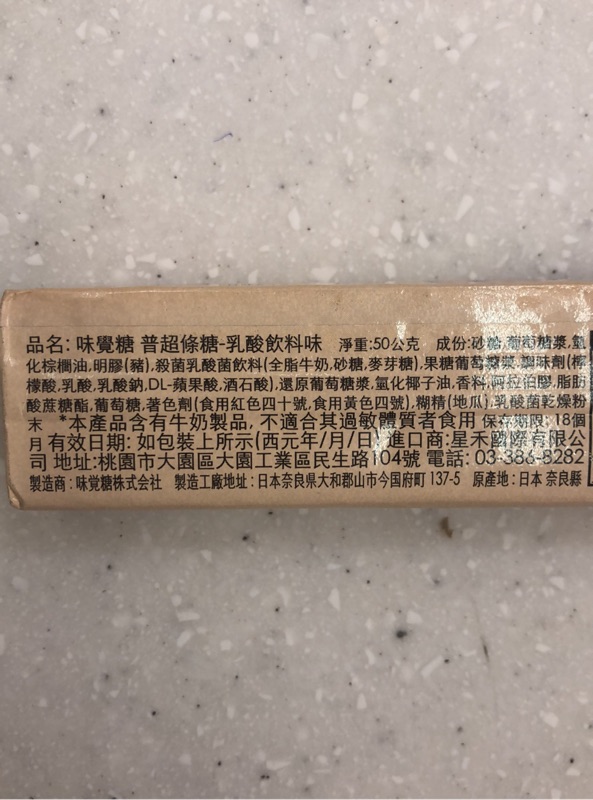 品名: 味覺糖 普超條糖-乳酸飲料味 淨重:50公克 成份:砂糖,葡萄糖漿,氫
化棕櫚油,明膠(豬),殺菌乳酸菌飲料(全脂牛奶,砂糖,麥芽糖),果糖葡萄糖漿,調味劑(檸
檬酸,乳酸,乳酸鈉,DL-蘋果酸,酒石酸),還原葡萄糖漿,氫化椰子油,香料,阿拉伯膠,脂肪
酸蔗糖酯,葡萄糖,著色劑(食用紅色四十號,食用黃色四號),糊精(地瓜),乳酸菌乾燥粉
末 *本產品含有牛奶製品, 不適合其過敏體質者食用 保存期限:18個
月 有效日期: 如包裝上所示(西元年/月/日) 進口商:星禾國際有限公
司 地址:桃園市大園區大園工業區民生路104號 電話: 03-386-8282
製造商:味覚糖株式会社 製造工廠地址:日本奈良県大和郡山市今国府町 137-5 原產地:日本 奈良縣